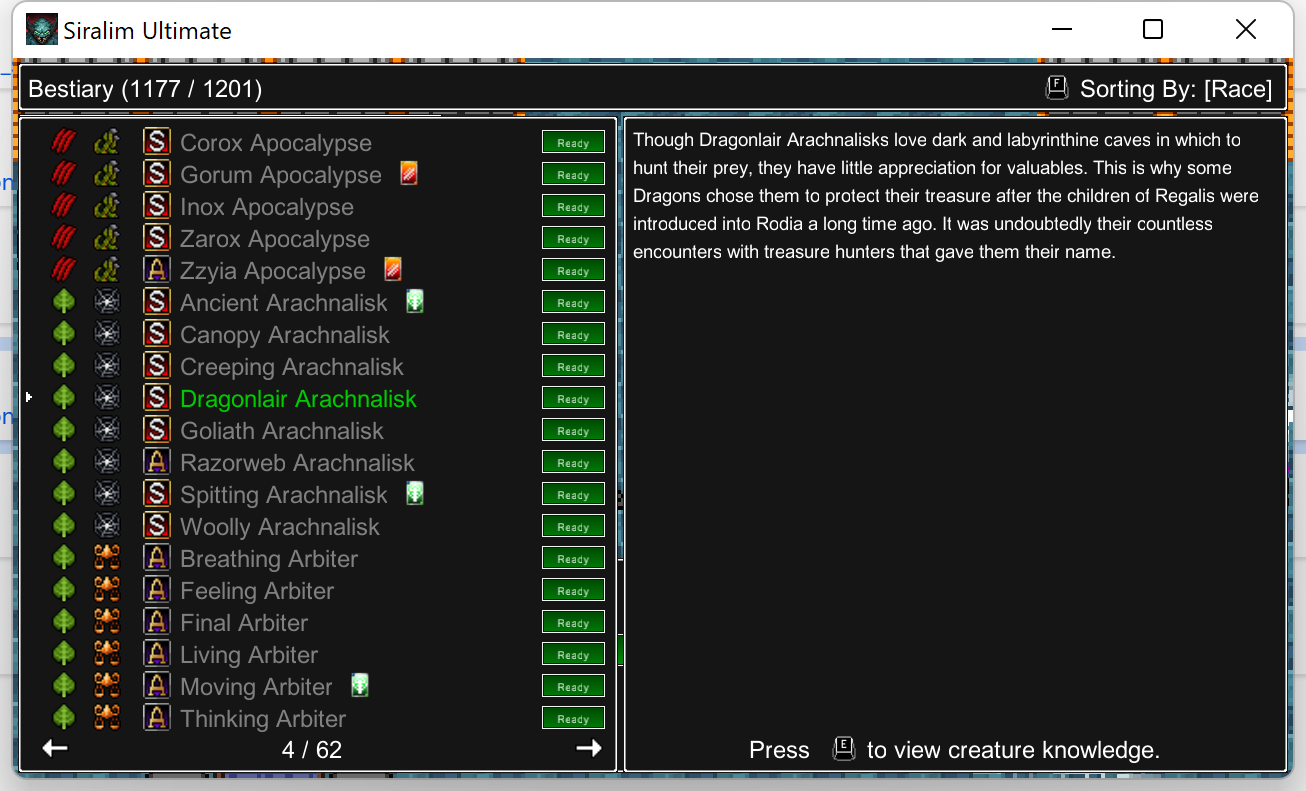 Siralim Ultimate
Bestiary (1177 / 1201)
F Sorting By: [Race]
S Corox Apocalypse Ready
S Gorum Apocalypse Ready
S Inox Apocalypse Ready
S Zarox Apocalypse Ready
A Zzyia Apocalypse Ready
S Ancient Arachnalisk Ready
S Canopy Arachnalisk Ready
S Creeping Arachnalisk Ready
S Dragonlair Arachnalisk Ready
S Goliath Arachnalisk Ready
A Razorweb Arachnalisk Ready
S Spitting Arachnalisk Ready
S Woolly Arachnalisk Ready
A Breathing Arbiter Ready
A Feeling Arbiter Ready
A Final Arbiter Ready
A Living Arbiter Ready
A Moving Arbiter Ready
A Thinking Arbiter Ready
4 / 62
Though Dragonlair Arachnalisks love dark and labyrinthine caves in which to
hunt their prey, they have little appreciation for valuables. This is why some
Dragons chose them to protect their treasure after the children of Regalis were
introduced into Rodia a long time ago. It was undoubtedly their countless
encounters with treasure hunters that gave them their name.
Press E to view creature knowledge.